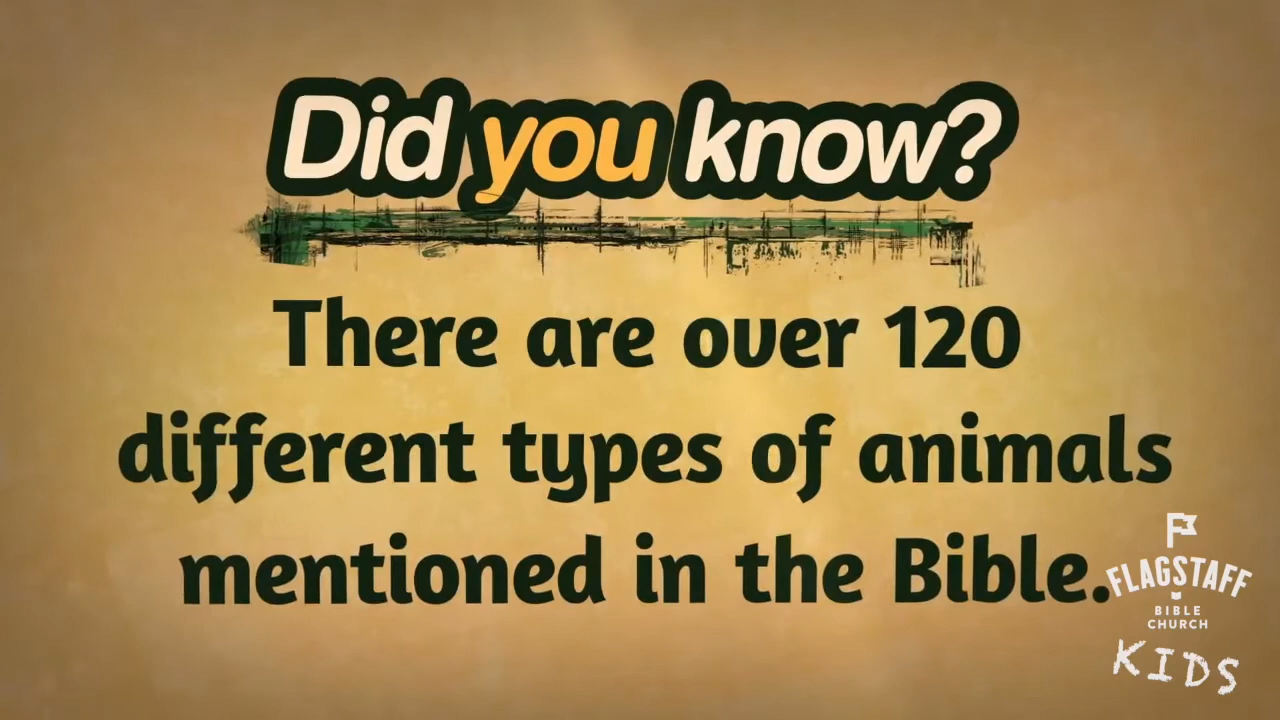 Did you know?
There are over 120
different types of animals
mentioned in the Bible.
FLAGSTAFF
BIBLE
CHURCH
KIDS